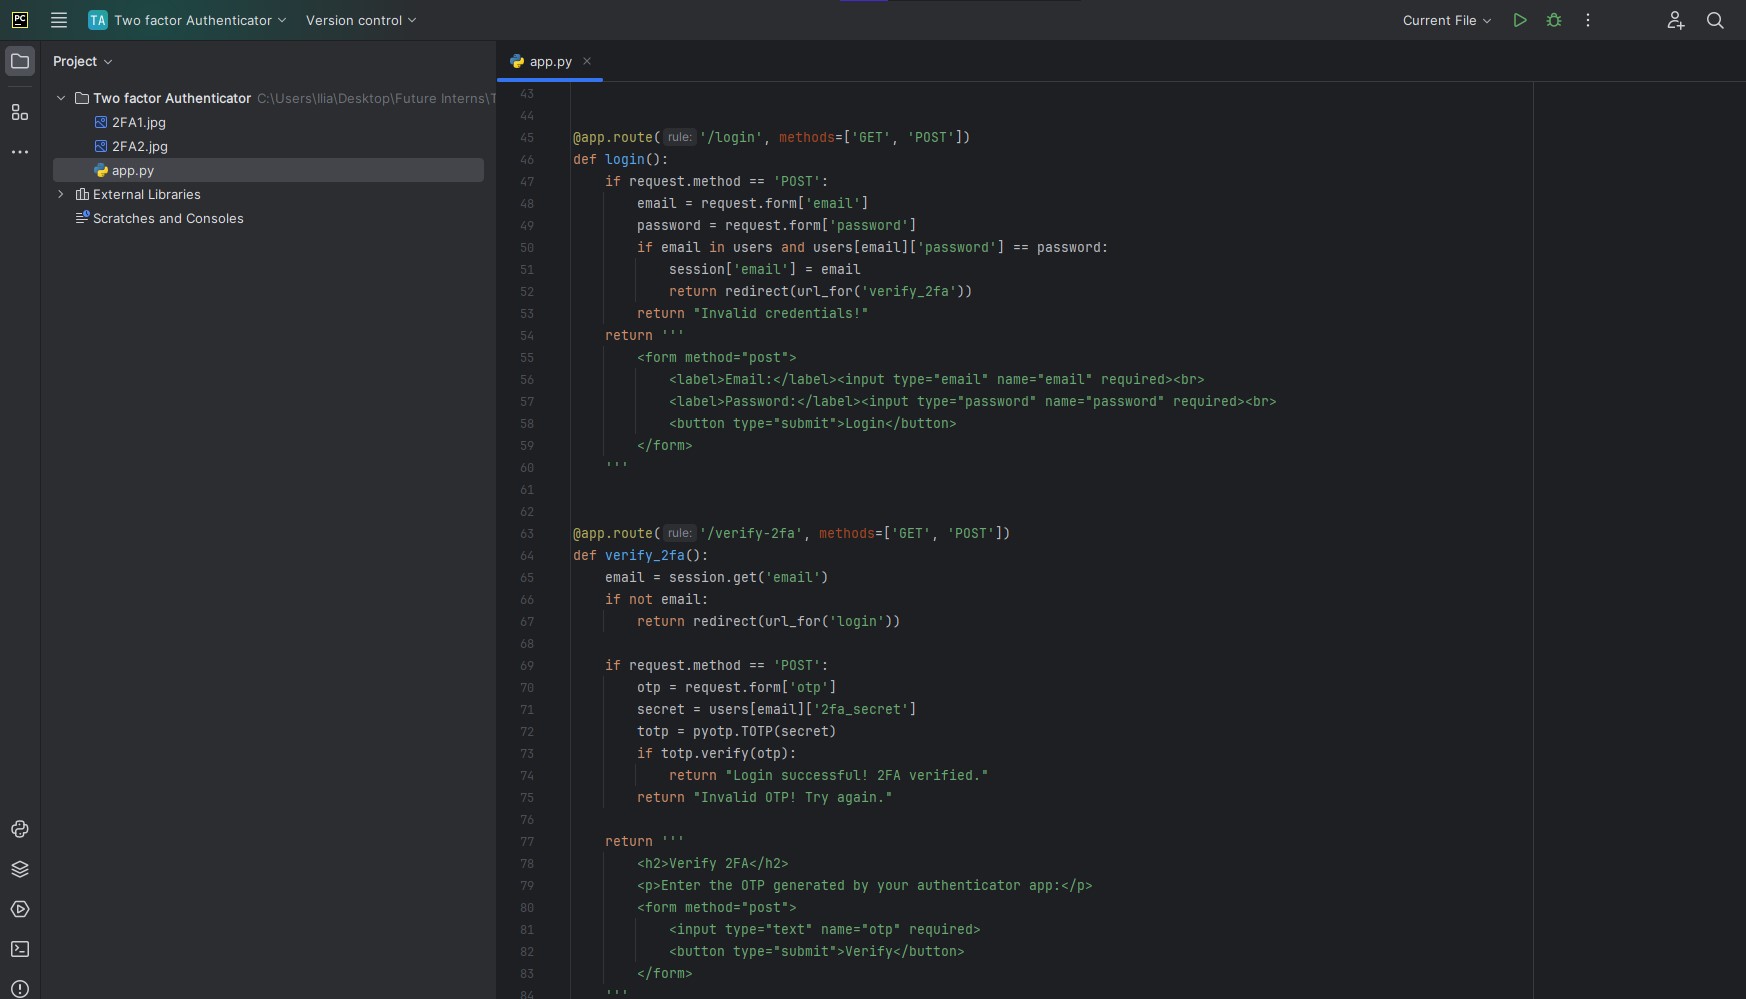 PC
TA Two factor Authenticator Version control Current File
Project
app.py
Two factor Authenticator C:\Users\Ilia\Desktop\Future Interns\T
2FA1.jpg
2FA2.jpg
app.py
External Libraries
Scratches and Consoles
43
44
45 @app.route( rule: '/login', methods=['GET', 'POST'])
46 def login():
47     if request.method == 'POST':
48         email = request.form['email']
49         password = request.form['password']
50         if email in users and users[email]['password'] == password:
51             session['email'] = email
52             return redirect(url_for('verify_2fa'))
53         return "Invalid credentials!"
54     return '''
55         <form method="post">
56             <label>Email:</label><input type="email" name="email" required><br>
57             <label>Password:</label><input type="password" name="password" required><br>
58             <button type="submit">Login</button>
59         </form>
60     '''
61
62
63 @app.route( rule: '/verify-2fa', methods=['GET', 'POST'])
64 def verify_2fa():
65     email = session.get('email')
66     if not email:
67         return redirect(url_for('login'))
68
69     if request.method == 'POST':
70         otp = request.form['otp']
71         secret = users[email]['2fa_secret']
72         totp = pyotp.TOTP(secret)
73         if totp.verify(otp):
74             return "Login successful! 2FA verified."
75         return "Invalid OTP! Try again."
76
77     return '''
78         <h2>Verify 2FA</h2>
79         <p>Enter the OTP generated by your authenticator app:</p>
80         <form method="post">
81             <input type="text" name="otp" required>
82             <button type="submit">Verify</button>
83         </form>
84     '''